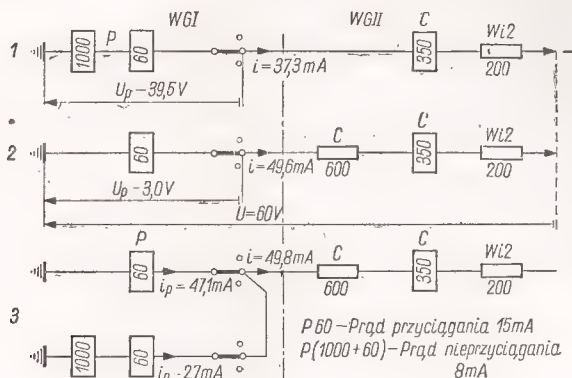 WGI WGII
1 1000 P 60 i=37,3mA C 350 Wi2 200
Up-39,5V
2 60 i=49,6mA C 600 C 350 Wi2 200
Up-3,0V
U=60V
3 P 60 ip=47,1mA i=49,8mA C 600 C 350 Wi2 200
1000 60 ip=2,7mA
P 60-Prąd przyciągania 15mA
P(1000+60)-Prąd nieprzyciągania
8mA